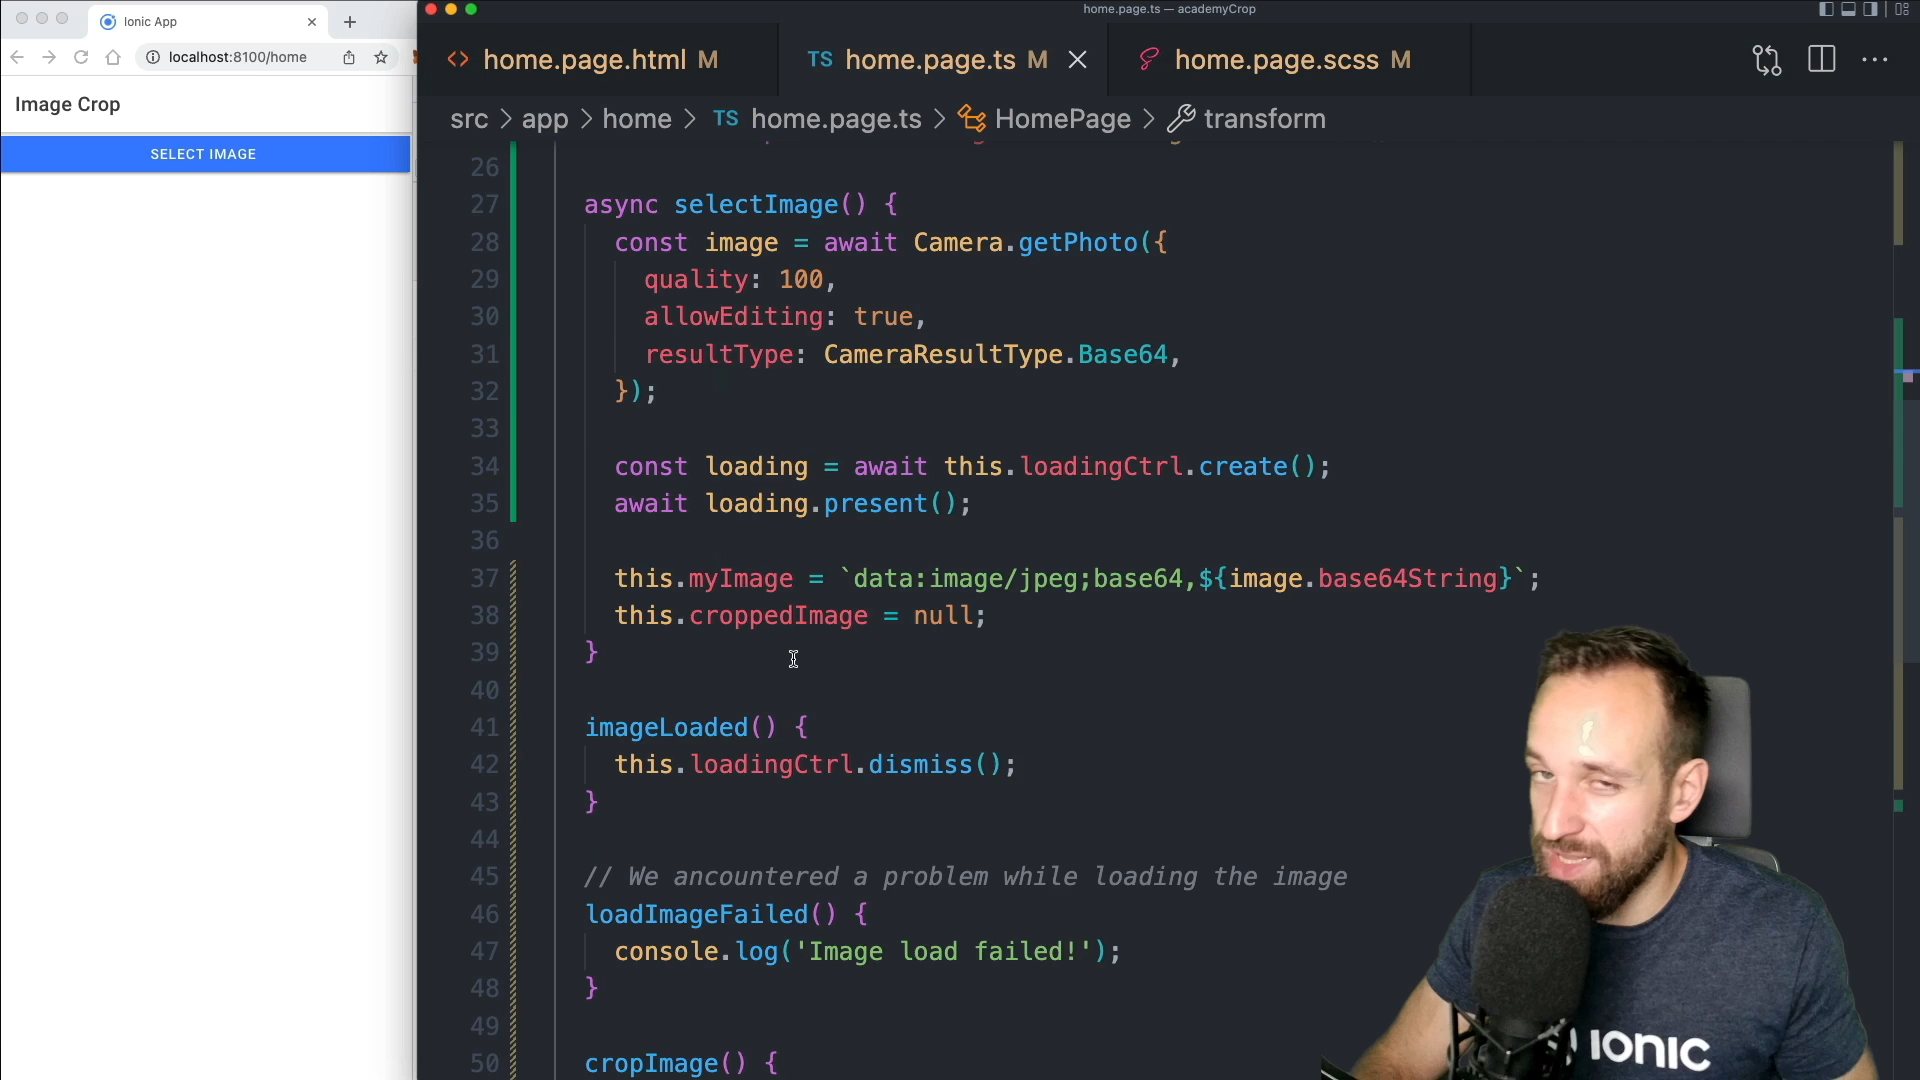 Ionic App
localhost:8100/home
Image Crop
SELECT IMAGE
home.page.ts — academyCrop
home.page.html M
TS home.page.ts M
home.page.scss M
src > app > home > TS home.page.ts > HomePage > transform
26
27 async selectImage() {
28 const image = await Camera.getPhoto({
29 quality: 100,
30 allowEditing: true,
31 resultType: CameraResultType.Base64,
32 });
33
34 const loading = await this.loadingCtrl.create();
35 await loading.present();
36
37 this.myImage = `data:image/jpeg;base64,${image.base64String}`;
38 this.croppedImage = null;
39 }
40
41 imageLoaded() {
42 this.loadingCtrl.dismiss();
43 }
44
45 // We ancountered a problem while loading the image
46 loadImageFailed() {
47 console.log('Image load failed!');
48 }
49
50 cropImage() {
IONIC